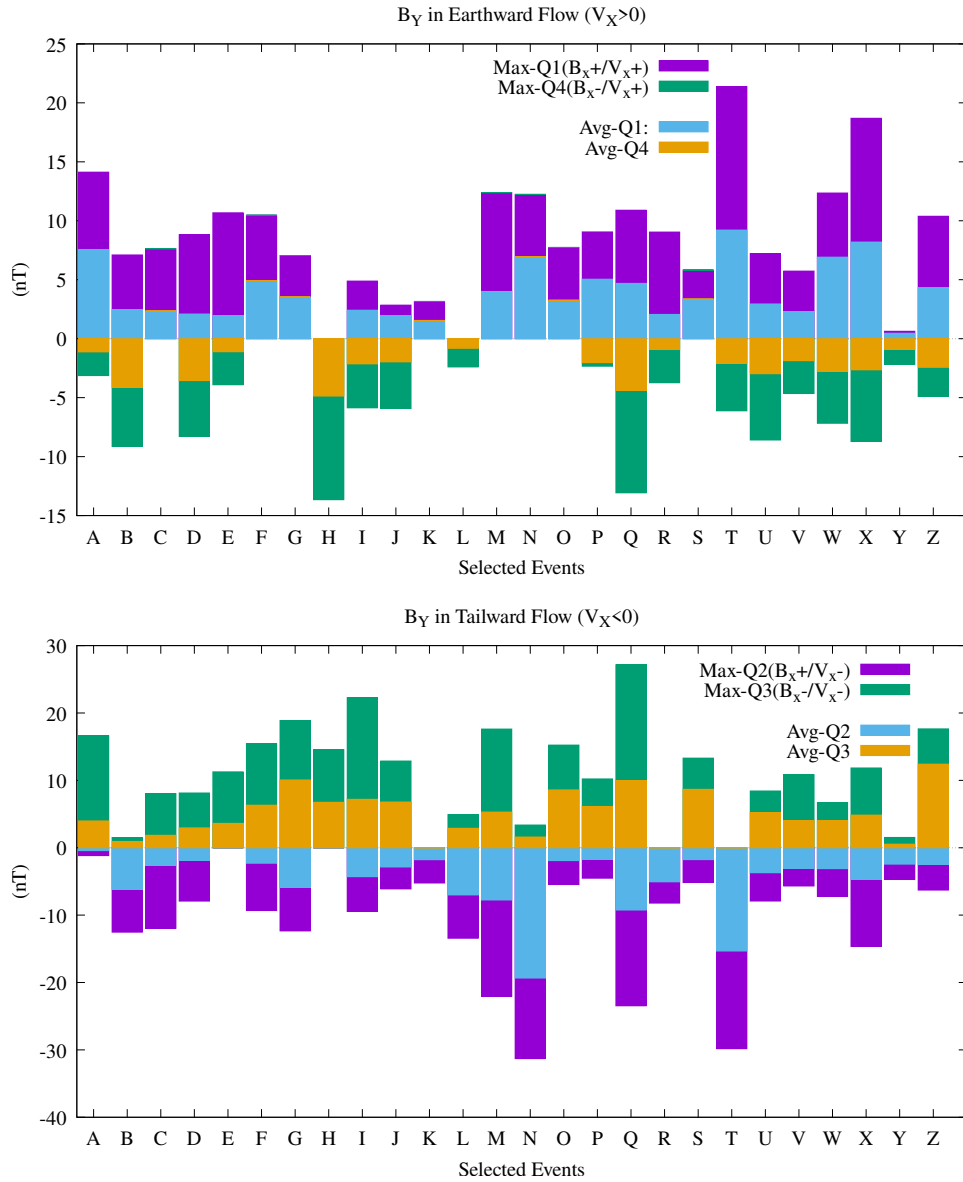 B_Y in Earthward Flow (V_X>0)
Max-Q1(B_x+/V_x+)
Max-Q4(B_x-/V_x+)
Avg-Q1:
Avg-Q4
25
20
15
10
5
0
-5
-10
-15
(nT)
A B C D E F G H I J K L M N O P Q R S T U V W X Y Z
Selected Events
B_Y in Tailward Flow (V_X<0)
Max-Q2(B_x+/V_x-)
Max-Q3(B_x-/V_x-)
Avg-Q2
Avg-Q3
30
20
10
0
-10
-20
-30
-40
(nT)
A B C D E F G H I J K L M N O P Q R S T U V W X Y Z
Selected Events